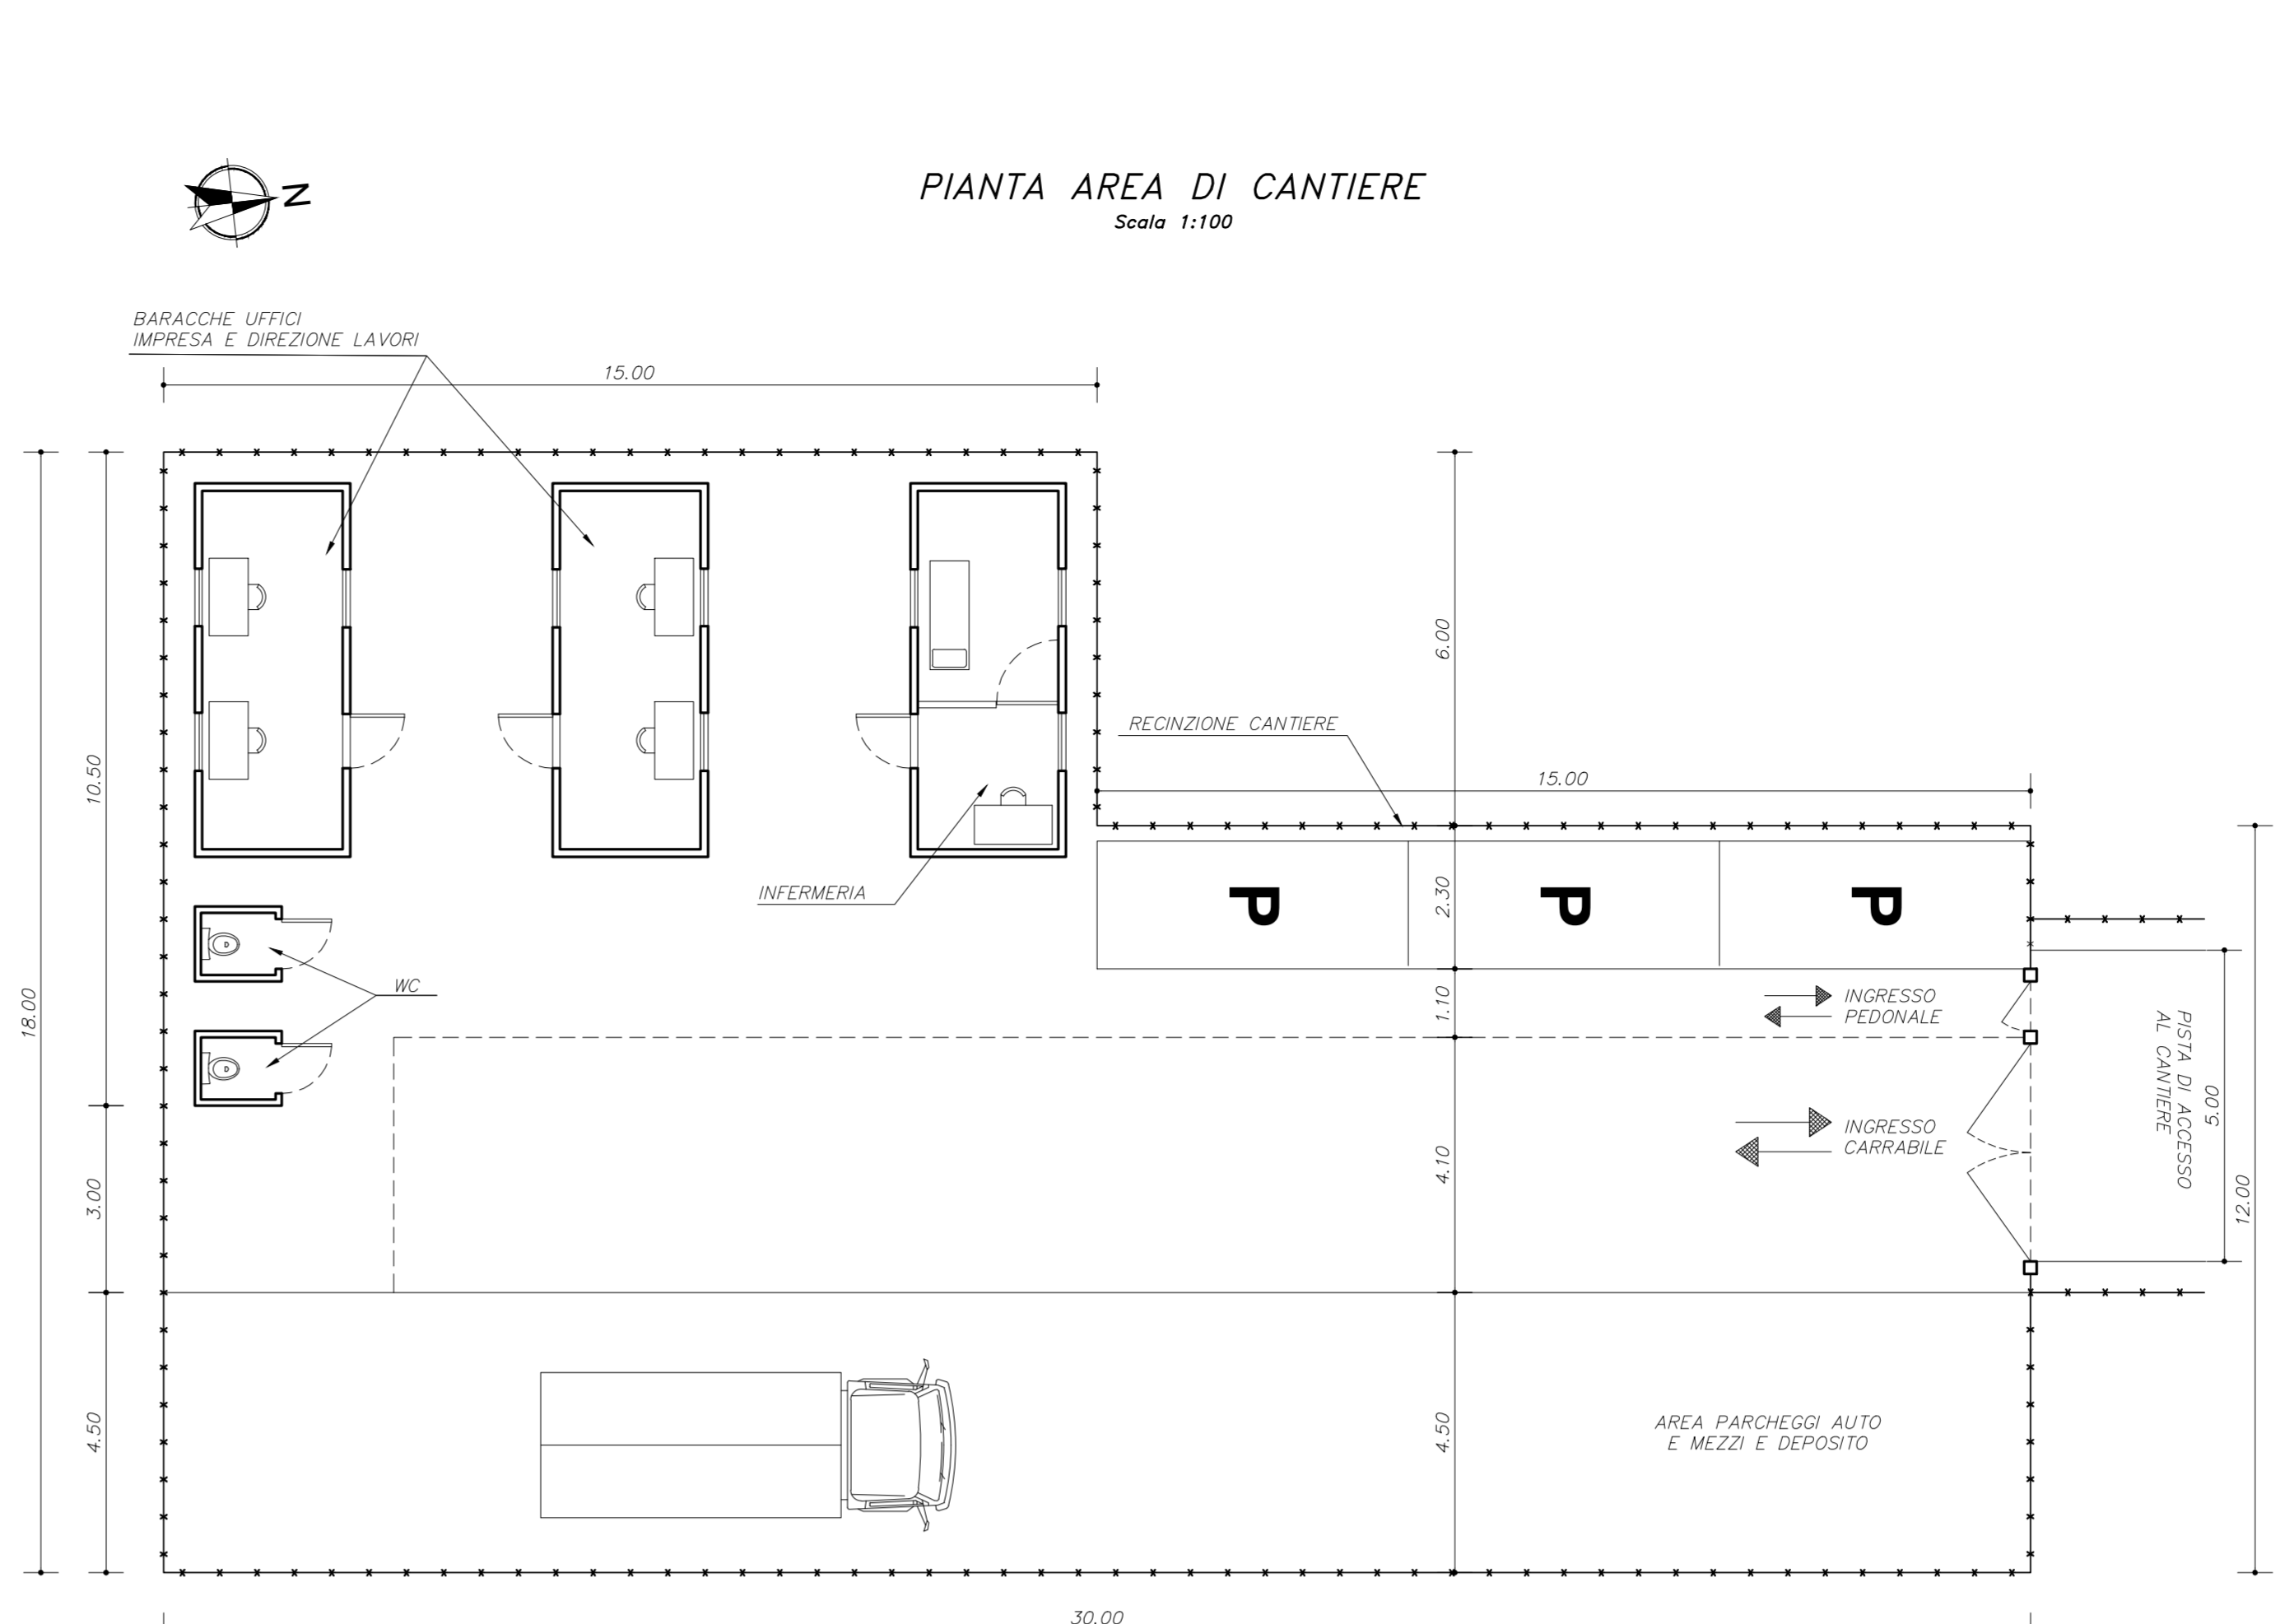 N
PIANTA AREA DI CANTIERE
Scala 1:100
BARACCHE UFFICI
IMPRESA E DIREZIONE LAVORI
15.00
6.00
10.50
RECINZIONE CANTIERE
15.00
INFERMERIA
2.30
P
P
P
WC
18.00
1.10
INGRESSO
PEDONALE
PISTA DI ACCESSO
AL CANTIERE
5.00
INGRESSO
CARRABILE
4.10
3.00
12.00
4.50
4.50
AREA PARCHEGGI AUTO
E MEZZI E DEPOSITO
30.00